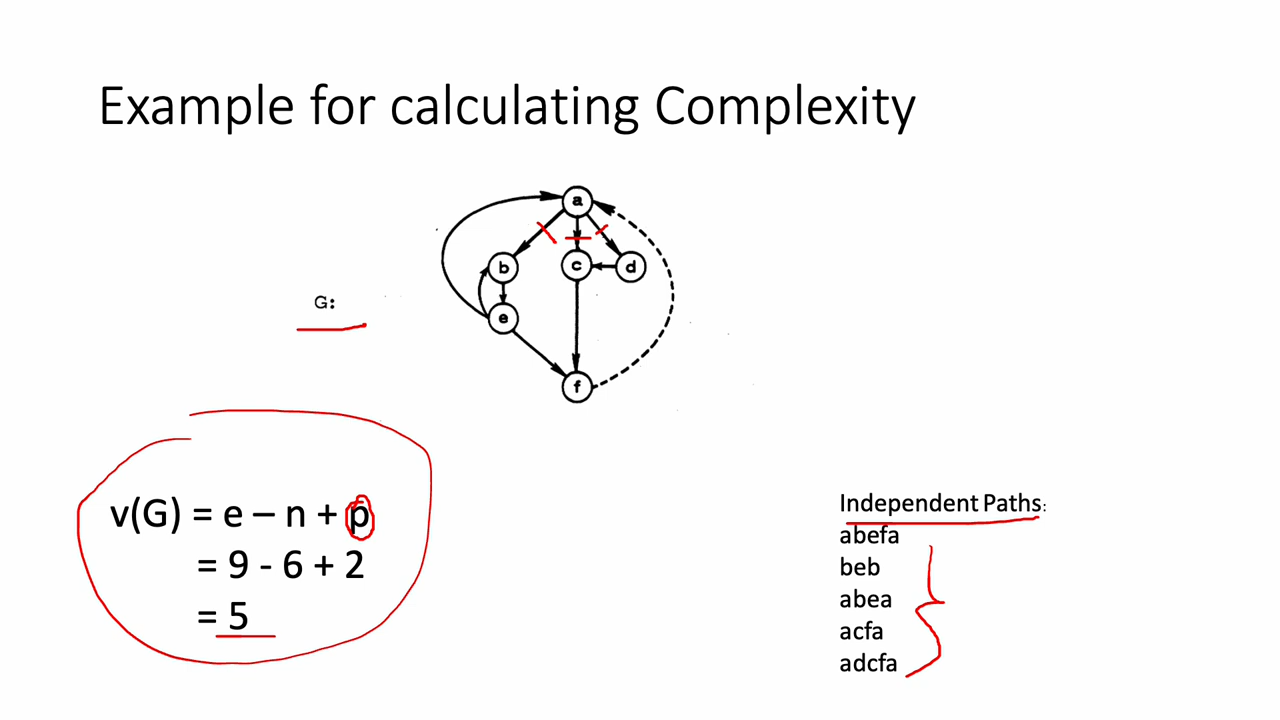 Example for calculating Complexity
a
b
c
d
G:
e
f
v(G) = e – n + p
= 9 - 6 + 2
= 5
Independent Paths:
abefa
beb
abea
acfa
adcfa